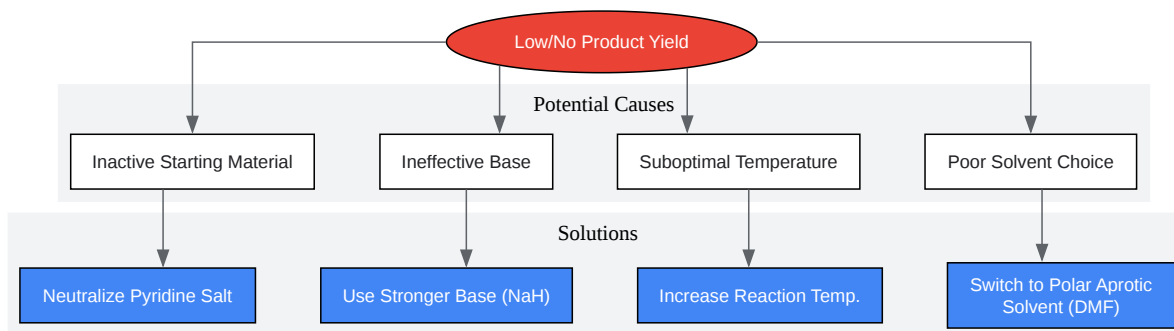 Low/No Product Yield
Potential Causes
Inactive Starting Material
Ineffective Base
Suboptimal Temperature
Poor Solvent Choice
Solutions
Neutralize Pyridine Salt
Use Stronger Base (NaH)
Increase Reaction Temp.
Switch to Polar Aprotic
Solvent (DMF)